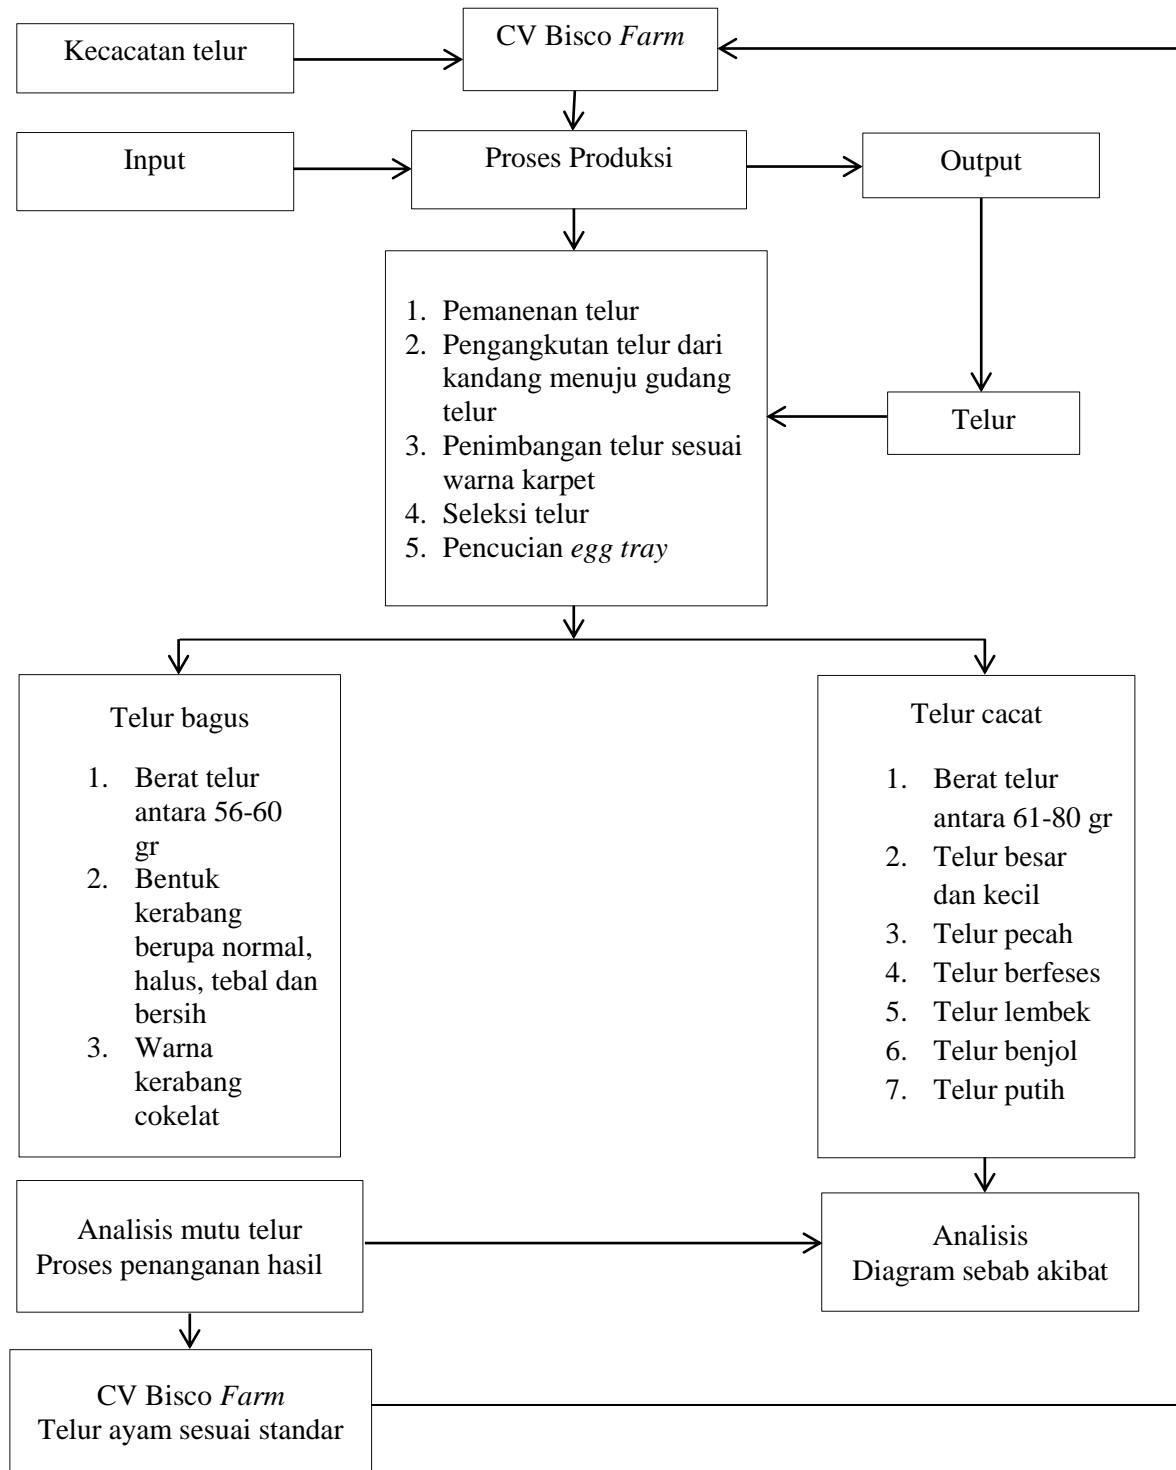 Kecacatan telur
CV Bisco Farm
Input
Proses Produksi
Output
1. Pemanenan telur
2. Pengangkutan telur dari
kandang menuju gudang
telur
3. Penimbangan telur sesuai
warna karpet
4. Seleksi telur
5. Pencucian egg tray
Telur
Telur bagus
1. Berat telur
antara 56-60
gr
2. Bentuk
kerabang
berupa normal,
halus, tebal dan
bersih
3. Warna
kerabang
cokelat
Telur cacat
1. Berat telur
antara 61-80 gr
2. Telur besar
dan kecil
3. Telur pecah
4. Telur berfeses
5. Telur lembek
6. Telur benjol
7. Telur putih
Analisis mutu telur
Proses penanganan hasil
Analisis
Diagram sebab akibat
CV Bisco Farm
Telur ayam sesuai standar